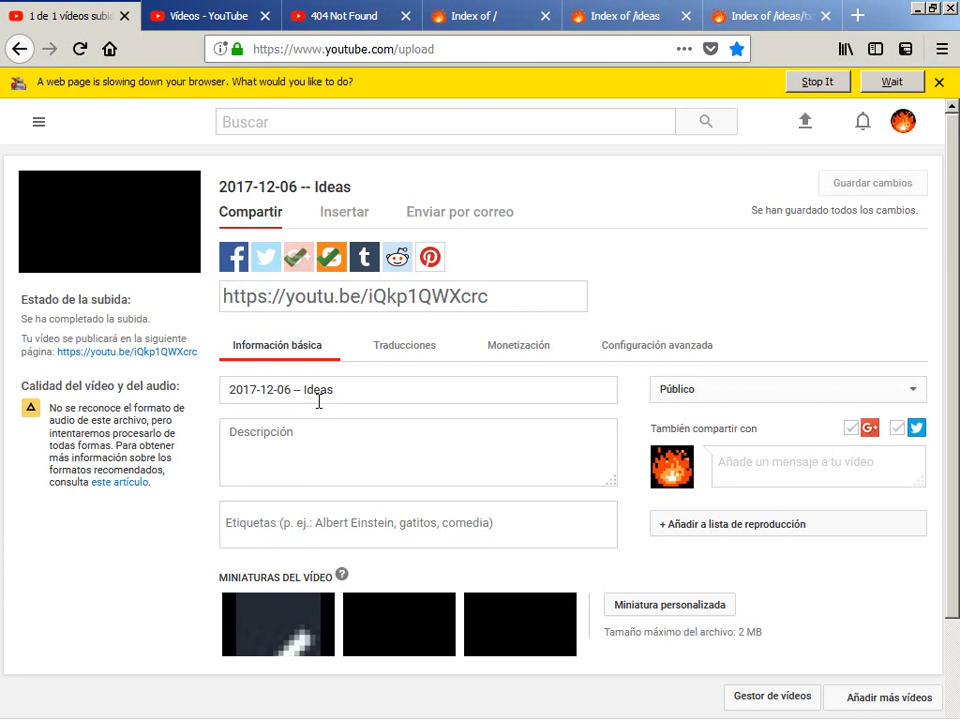 1 de 1 vídeos subi
Vídeos - YouTube
404 Not Found
Index of /
Index of /ideas
Index of /ideas/tx
https://www.youtube.com/upload
A web page is slowing down your browser. What would you like to do?
Stop It
Wait
Buscar
2017-12-06 -- Ideas
Guardar cambios
Compartir
Insertar
Enviar por correo
Se han guardado todos los cambios.
https://youtu.be/iQkp1QWXcrc
Estado de la subida:
Se ha completado la subida.
Tu vídeo se publicará en la siguiente
página: https://youtu.be/iQkp1QWXcrc
Información básica
Traducciones
Monetización
Configuración avanzada
Calidad del vídeo y del audio:
No se reconoce el formato de
audio de este archivo, pero
intentaremos procesarlo de
todas formas. Para obtener
más información sobre los
formatos recomendados,
consulta este artículo.
2017-12-06 -- Ideas
Público
Descripción
También compartir con
G+
Añade un mensaje a tu vídeo
Etiquetas (p. ej.: Albert Einstein, gatitos, comedia)
+ Añadir a lista de reproducción
MINIATURAS DEL VÍDEO ?
Miniatura personalizada
Tamaño máximo del archivo: 2 MB
Gestor de vídeos
Añadir más vídeos